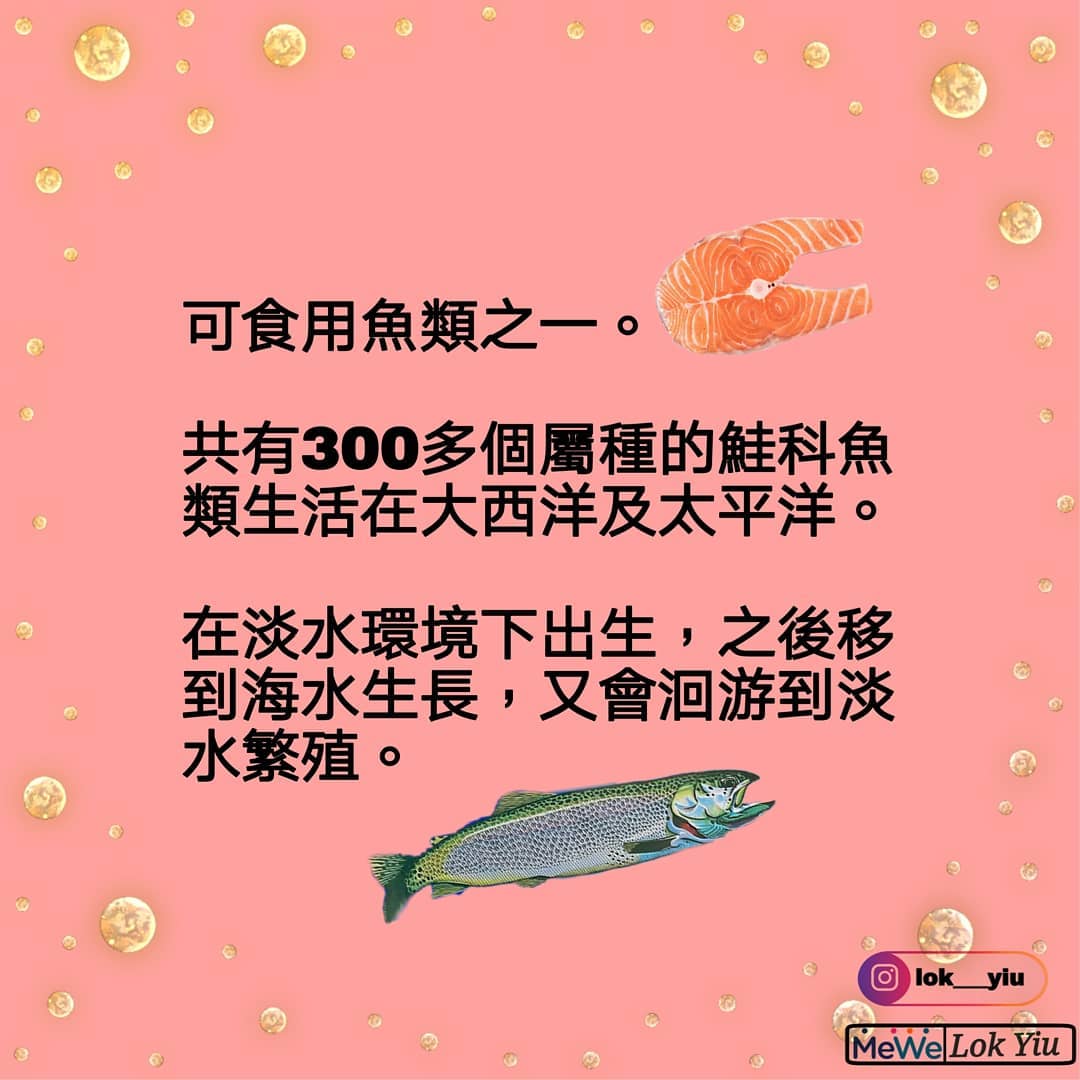 可食用魚類之一。
共有300多個屬種的鮭科魚
類生活在大西洋及太平洋。
在淡水環境下出生，之後移
到海水生長，又會洄游到淡
水繁殖。
lok__yiu
MeWe Lok Yiu